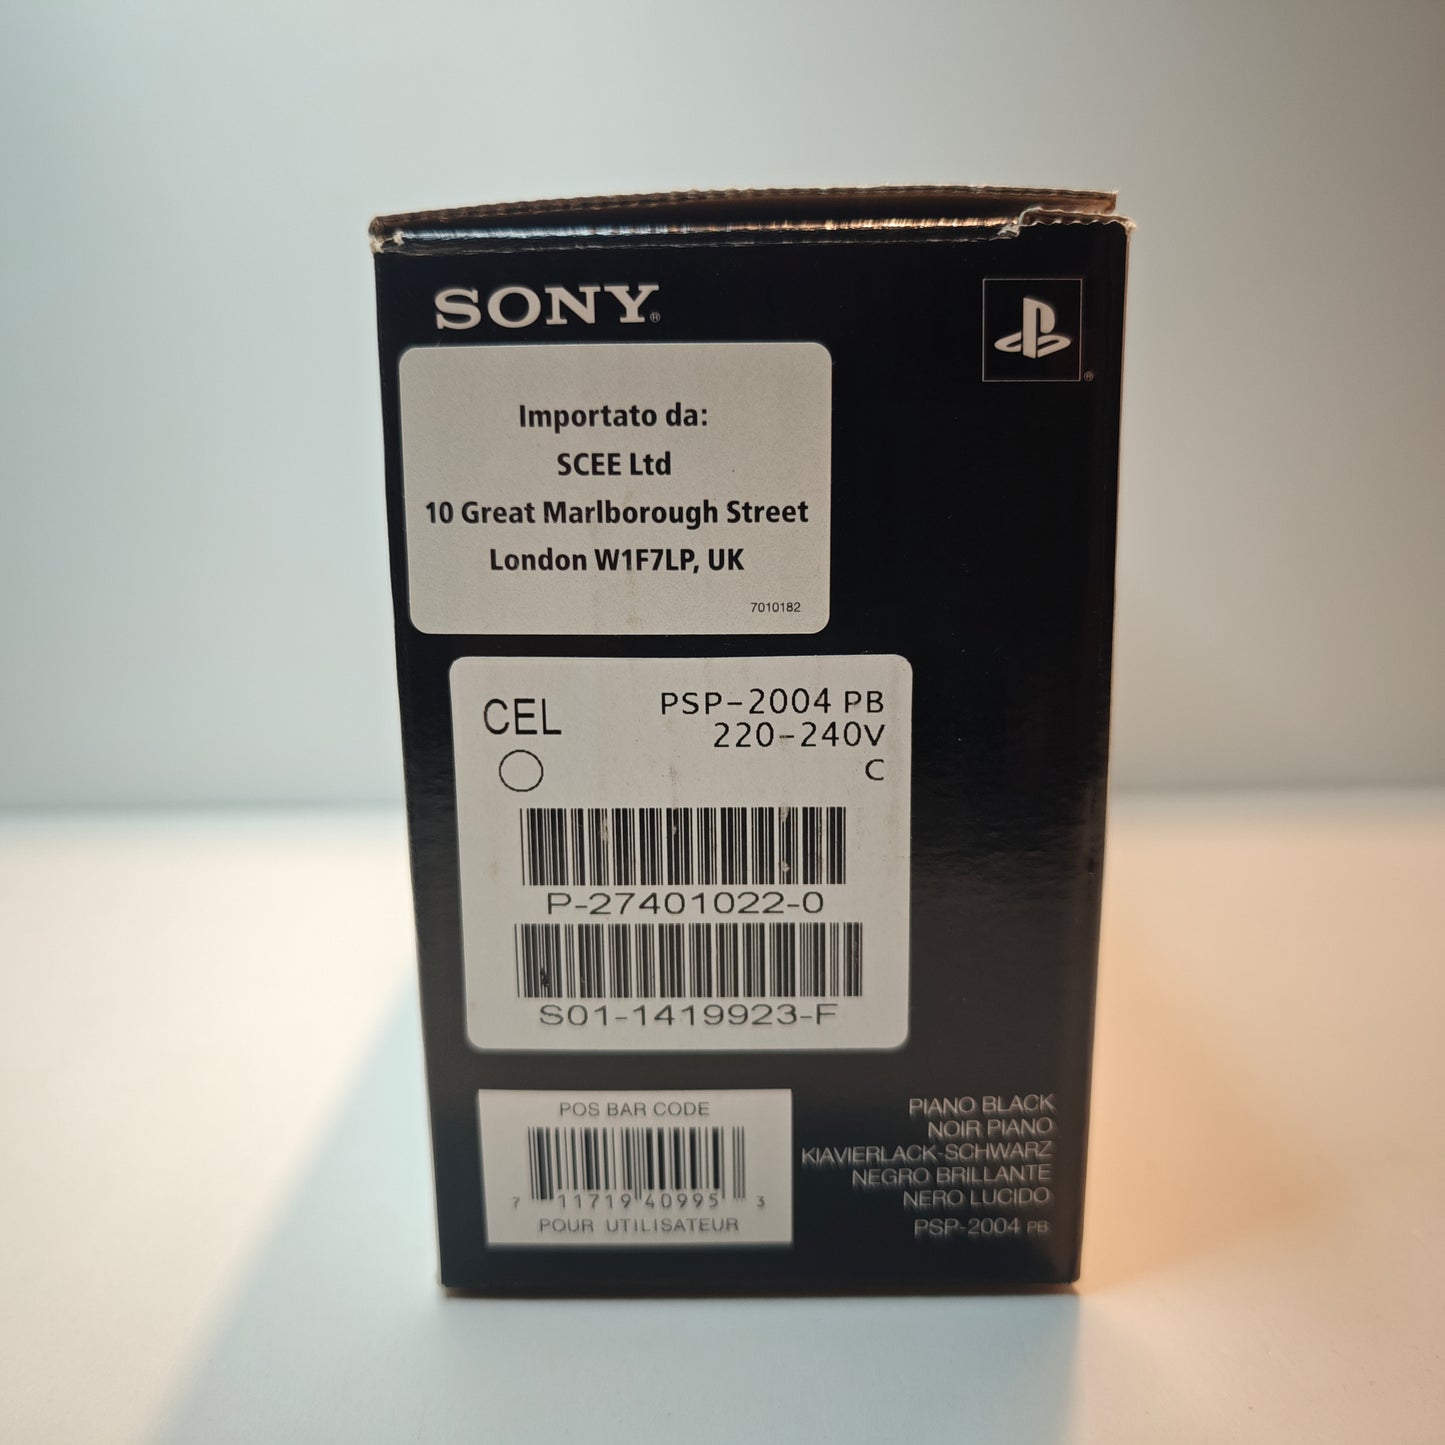 SONY®
Importato da:
SCEE Ltd
10 Great Marlborough Street
London W1F7LP, UK
7010182
CEL
PSP-2004 PB
220-240V
C
P-27401022-0
S01-1419923-F
POS BAR CODE
7 11719 40995 3
POUR UTILISATEUR
PIANO BLACK
NOIR PIANO
KIAVIERLACK-SCHWARZ
NEGRO BRILLANTE
NERO LUCIDO
PSP-2004 PB